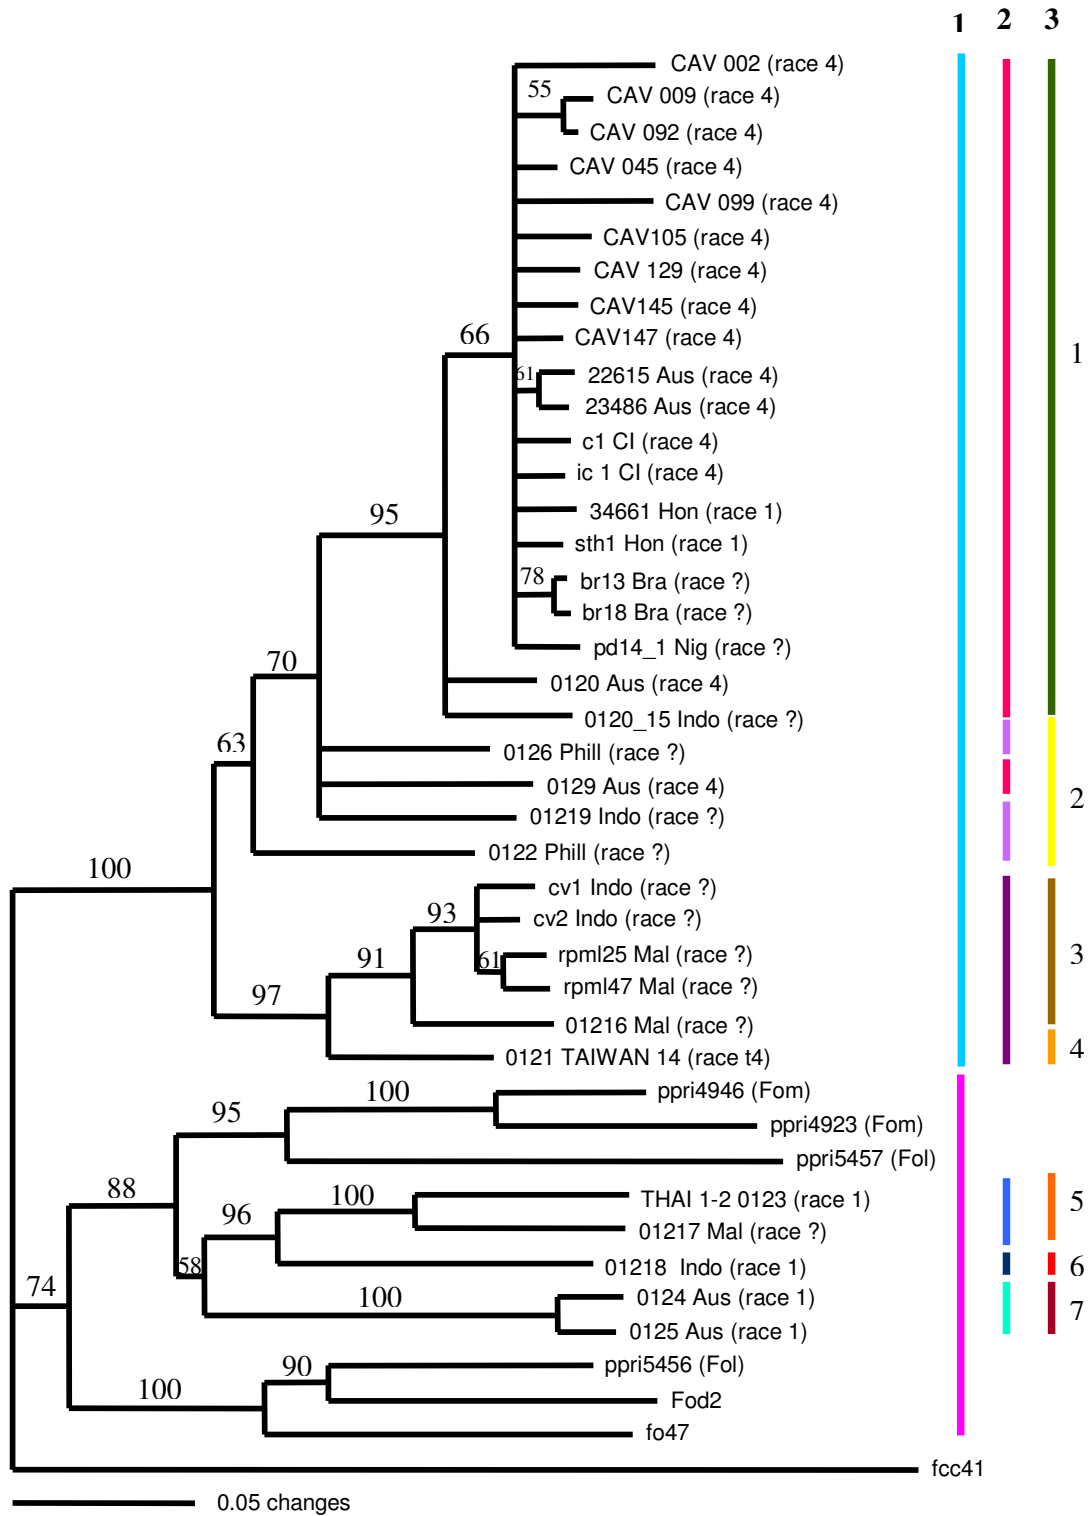 1 2 3
CAV 002 (race 4)
55
CAV 009 (race 4)
CAV 092 (race 4)
CAV 045 (race 4)
CAV 099 (race 4)
CAV105 (race 4)
CAV 129 (race 4)
CAV145 (race 4)
66
CAV147 (race 4)
1
61
22615 Aus (race 4)
23486 Aus (race 4)
c1 CI (race 4)
ic 1 CI (race 4)
34661 Hon (race 1)
95
sth1 Hon (race 1)
78
br13 Bra (race ?)
br18 Bra (race ?)
pd14_1 Nig (race ?)
70
0120 Aus (race 4)
0120_15 Indo (race ?)
63
0126 Phill (race ?)
0129 Aus (race 4)
2
01219 Indo (race ?)
0122 Phill (race ?)
100
cv1 Indo (race ?)
93
cv2 Indo (race ?)
91
61
rpml25 Mal (race ?)
3
rpml47 Mal (race ?)
97
01216 Mal (race ?)
4
0121 TAIWAN 14 (race t4)
100
ppri4946 (Fom)
95
ppri4923 (Fom)
ppri5457 (Fol)
88
100
THAI 1-2 0123 (race 1)
5
96
01217 Mal (race ?)
58
01218 Indo (race 1)
6
74
100
0124 Aus (race 1)
7
0125 Aus (race 1)
90
ppri5456 (Fol)
100
Fod2
fo47
fcc41
0.05 changes